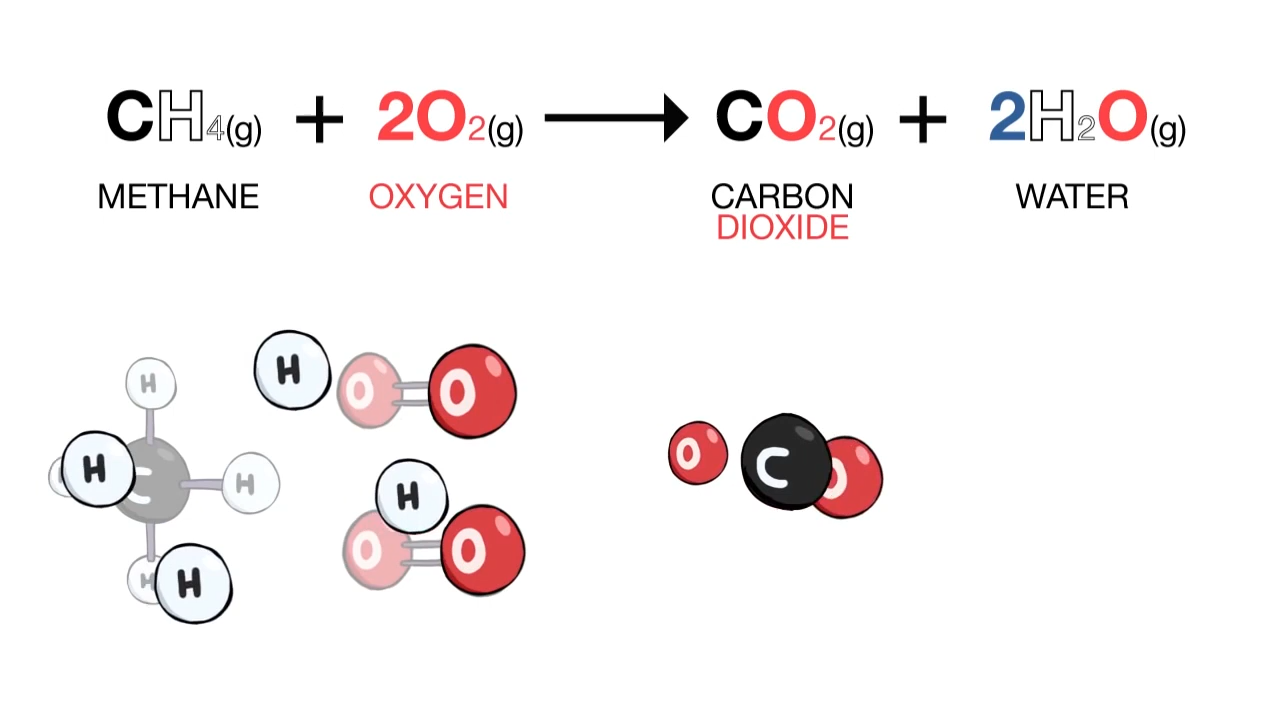 CH4(g) + 2O2(g) → CO2(g) + 2H2O(g)
METHANE OXYGEN CARBON DIOXIDE WATER
H H O O
H C H H
H O O
H H
O C O